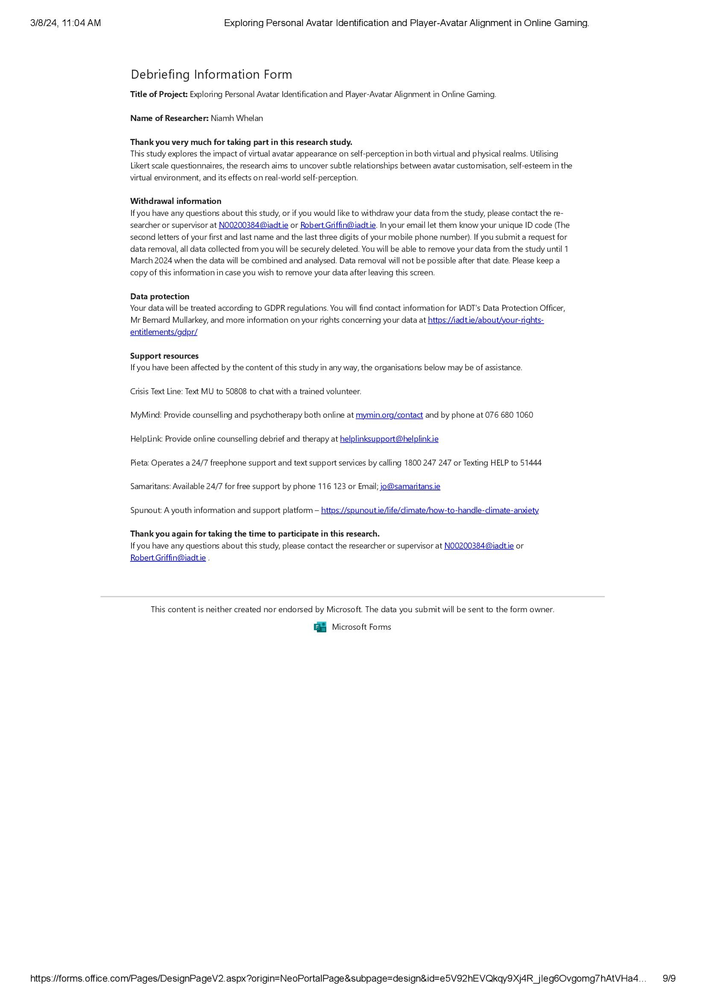 3/8/24, 11:04 AM
Exploring Personal Avatar Identification and Player-Avatar Alignment in Online Gaming.
Debriefing Information Form
Title of Project: Exploring Personal Avatar Identification and Player-Avatar Alignment in Online Gaming.
Name of Researcher: Niamh Whelan
Thank you very much for taking part in this research study.
This study explores the impact of virtual avatar appearance on self-perception in both virtual and physical realms. Utilising
Likert scale questionnaires, the research aims to uncover subtle relationships between avatar customisation, self-esteem in the
virtual environment, and its effects on real-world self-perception.
Withdrawal information
If you have any questions about this study, or if you would like to withdraw your data from the study, please contact the re-
searcher or supervisor at N00200384@iadt.ie or Robert.Griffin@iadt.ie. In your email let them know your unique ID code (The
second letters of your first and last name and the last three digits of your mobile phone number). If you submit a request for
data removal, all data collected from you will be securely deleted. You will be able to remove your data from the study until 1
March 2024 when the data will be combined and analysed. Data removal will not be possible after that date. Please keep a
copy of this information in case you wish to remove your data after leaving this screen.
Data protection
Your data will be treated according to GDPR regulations. You will find contact information for IADT's Data Protection Officer,
Mr Bernard Mullarkey, and more information on your rights concerning your data at https://iadt.ie/about/your-rights-
entitlements/gdpr/
Support resources
If you have been affected by the content of this study in any way, the organisations below may be of assistance.
Crisis Text Line: Text MU to 50808 to chat with a trained volunteer.
MyMind: Provide counselling and psychotherapy both online at mymin.org/contact and by phone at 076 680 1060
HelpLink: Provide online counselling debrief and therapy at helplinksupport@helplink.ie
Pieta: Operates a 24/7 freephone support and text support services by calling 1800 247 247 or Texting HELP to 51444
Samaritans: Available 24/7 for free support by phone 116 123 or Email; jo@samaritans.ie
Spunout: A youth information and support platform – https://spunout.ie/life/climate/how-to-handle-climate-anxiety
Thank you again for taking the time to participate in this research.
If you have any questions about this study, please contact the researcher or supervisor at N00200384@iadt.ie or
Robert.Griffin@iadt.ie .
This content is neither created nor endorsed by Microsoft. The data you submit will be sent to the form owner.
F Microsoft Forms
https://forms.office.com/Pages/DesignPageV2.aspx?origin=NeoPortalPage&subpage=design&id=e5V92hEVQkqy9Xj4R_jIeg6Ovgomg7hAtVHa4...
9/9